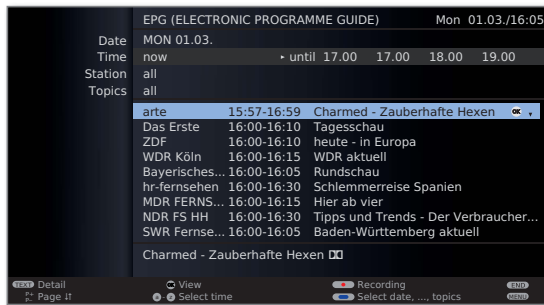 EPG (ELECTRONIC PROGRAMME GUIDE) Mon 01.03./16:05
Date MON 01.03.
Time now ▸ until 17.00 17.00 18.00 19.00
Station all
Topics all
arte 15:57-16:59 Charmed - Zauberhafte Hexen OK
Das Erste 16:00-16:10 Tagesschau
ZDF 16:00-16:10 heute - in Europa
WDR Köln 16:00-16:15 WDR aktuell
Bayerisches... 16:00-16:05 Rundschau
hr-fernsehen 16:00-16:30 Schlemmerreise Spanien
MDR FERNS... 16:00-16:15 Hier ab vier
NDR FS HH 16:00-16:30 Tipps und Trends - Der Verbraucher...
SWR Fernse... 16:00-16:05 Baden-Württemberg aktuell
Charmed - Zauberhafte Hexen
TEXT Detail OK View Recording END
P+ P- Page ↓↑ Select time Select date, ..., topics MENU